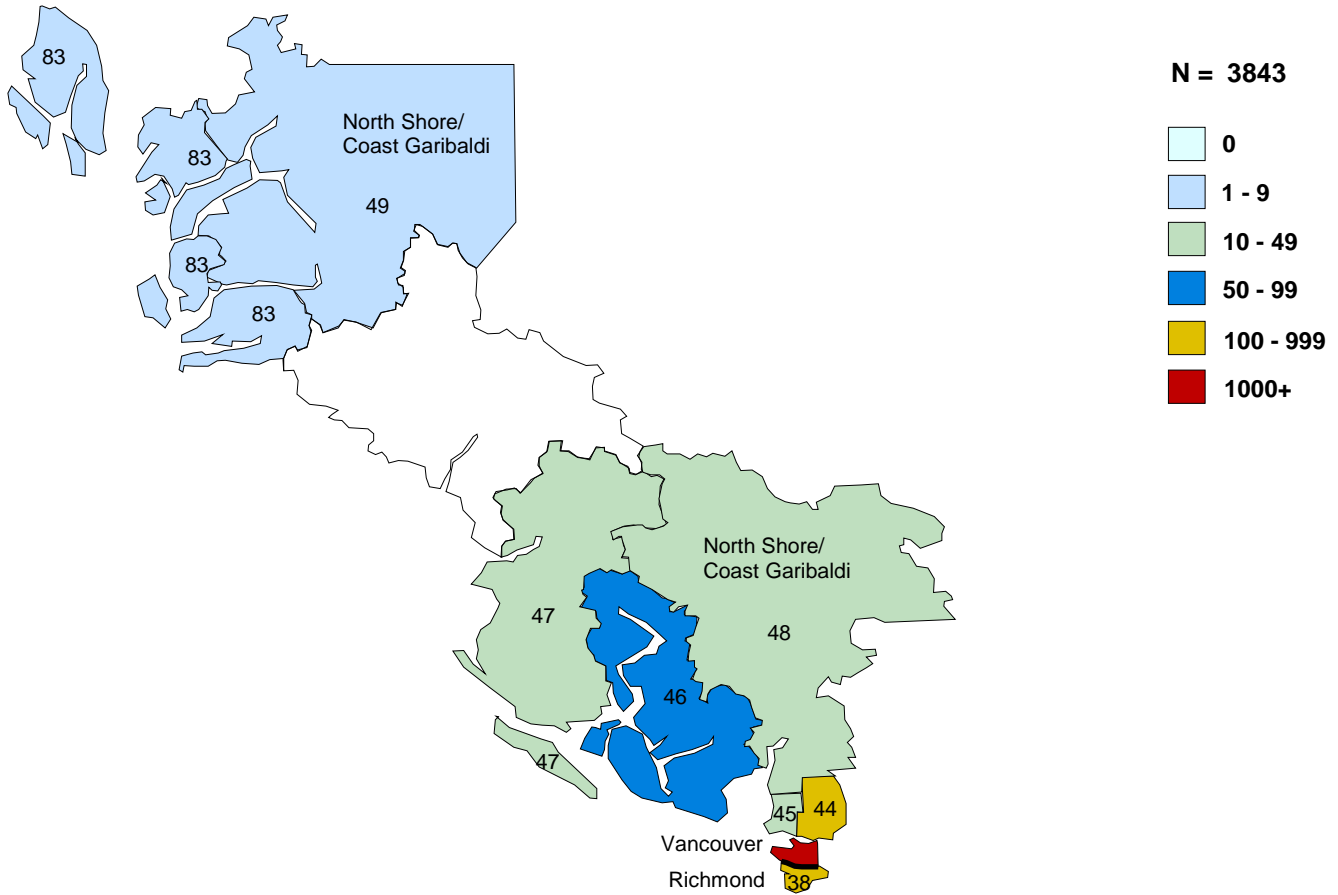 83
N = 3843
North Shore/
Coast Garibaldi
0
83
1 - 9
49
10 - 49
83
50 - 99
83
100 - 999
1000+
North Shore/
Coast Garibaldi
47
48
46
47
45
44
Vancouver
Richmond
38